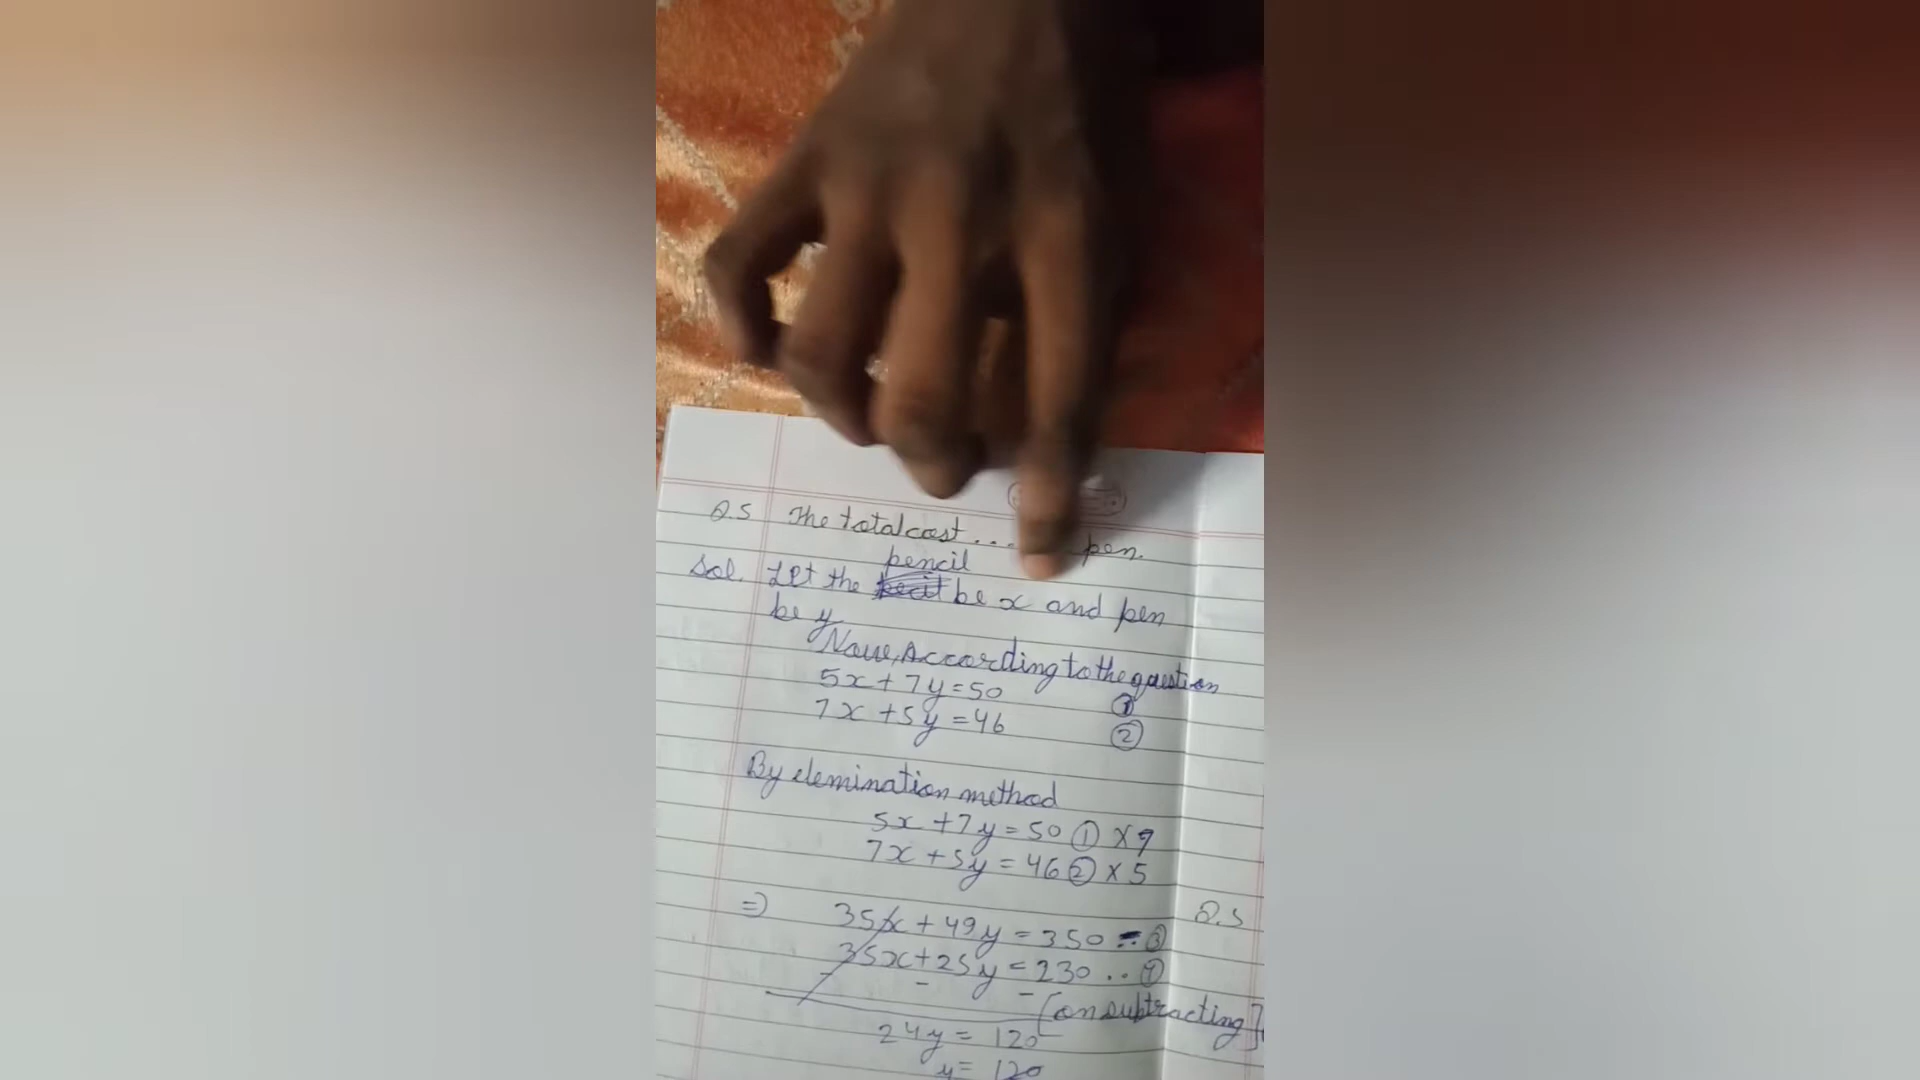 Q.5 The total cost ... pen.
pencil
Sol. Let the be x and pen
be y
Now, According to the question
5x + 7y = 50 ①
7x + 5y = 46 ②
By elemination method
5x + 7y = 50 ① × 7
7x + 5y = 46 ② × 5
=) 35x + 49y = 350 .. ③
Q.5
35x + 25y = 230 .. ④
- - - [on subtracting]
24y = 120
y = 120